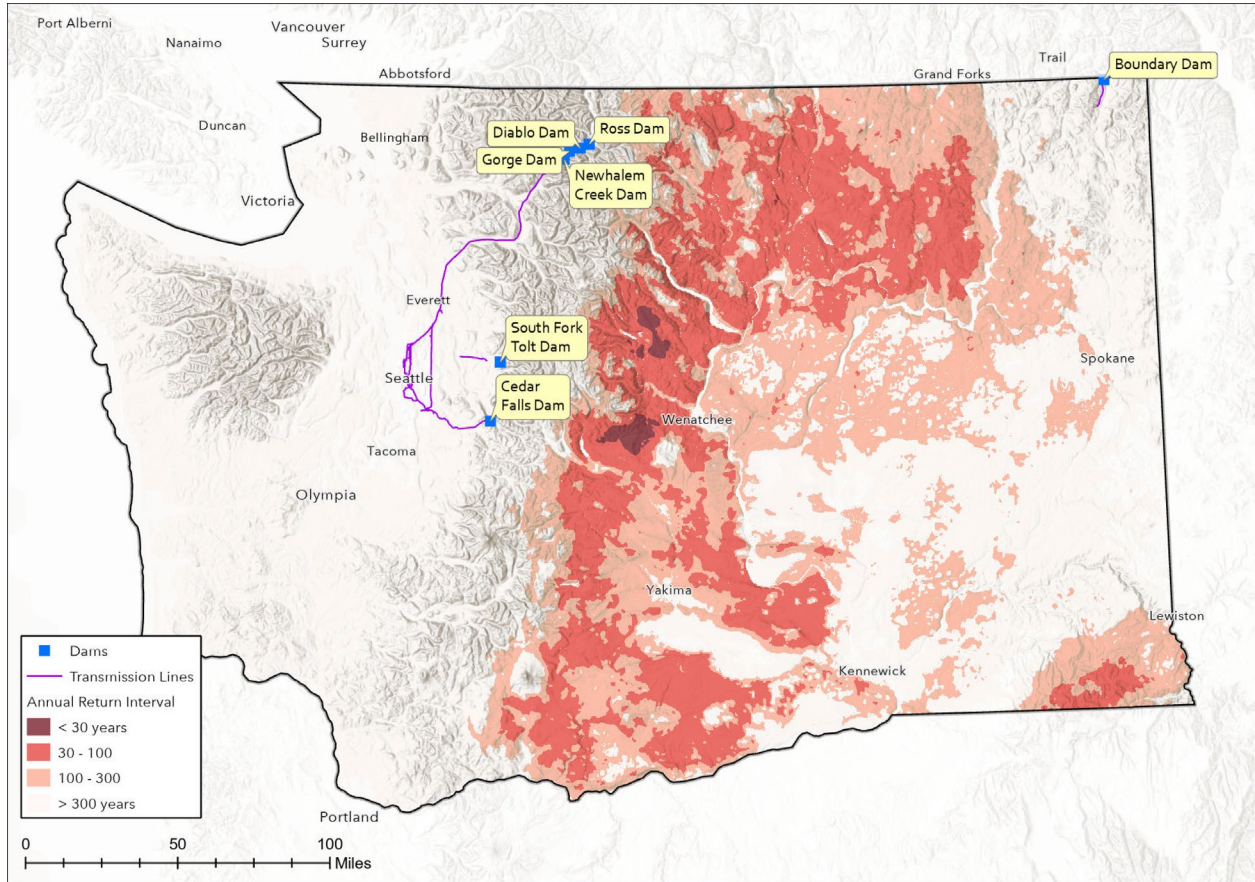 Port Alberni
Vancouver
Nanaimo
Surrey
Trail
Boundary Dam
Abbotsford
Grand Forks
Duncan
Bellingham
Diablo Dam
Ross Dam
Gorge Dam
Newhalem
Creek Dam
Victoria
Everett
South Fork
Tolt Dam
Spokane
Seattle
Cedar
Falls Dam
Wenatchee
Tacoma
Olympia
Yakima
Lewiston
Kennewick
Dams
Transmission Lines
Annual Return Interval
< 30 years
30 - 100
100 - 300
> 300 years
Portland
0 50 100
Miles